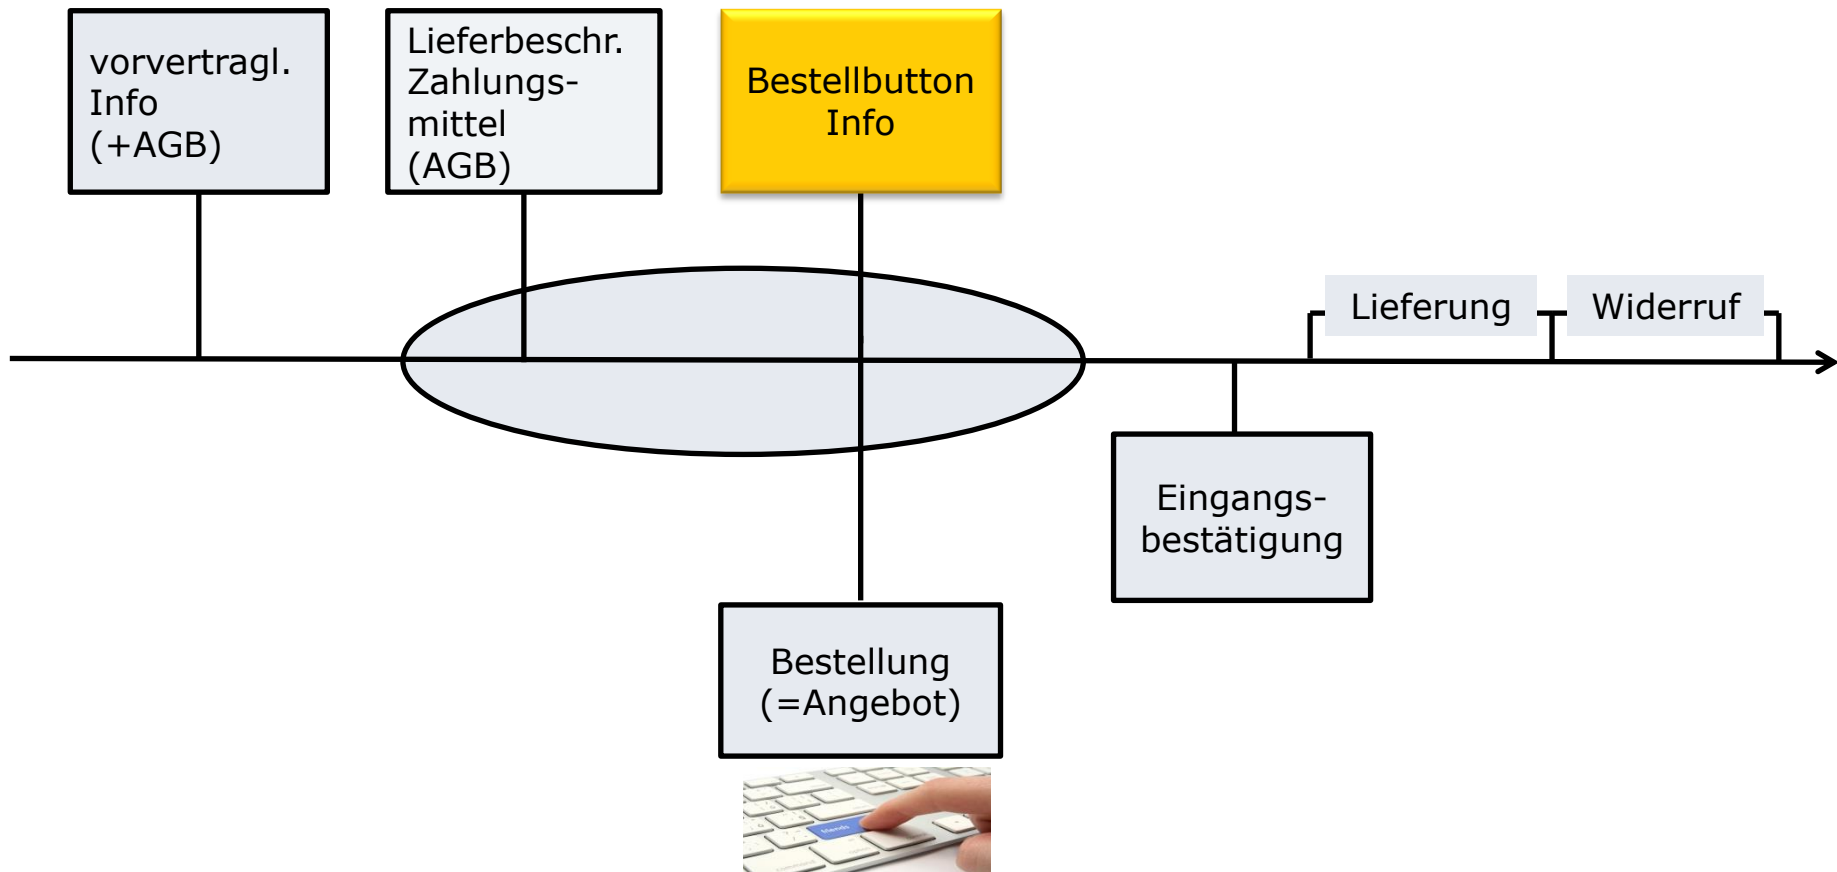 vorvertragl.
Info
(+AGB)
Lieferbeschr.
Zahlungs-
mittel
(AGB)
Bestellbutton
Info
Lieferung
Widerruf
Eingangs-
bestätigung
Bestellung
(=Angebot)